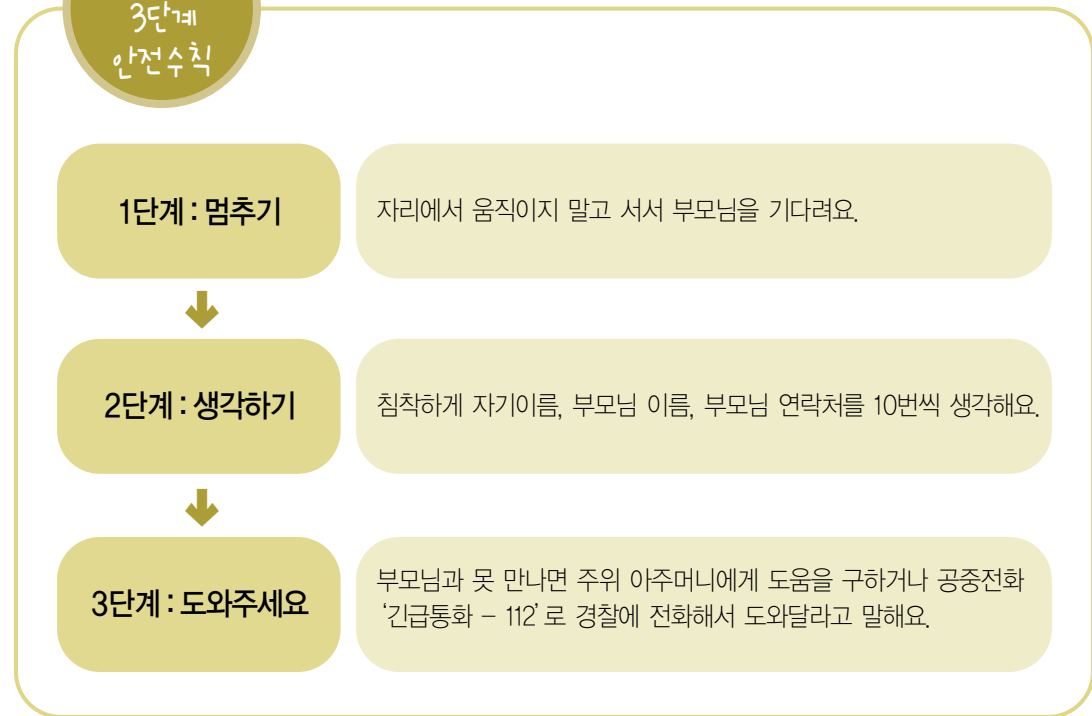 3단계
안전수칙
1단계 : 멈추기
자리에서 움직이지 말고 서서 부모님을 기다려요.
2단계 : 생각하기
침착하게 자기이름, 부모님 이름, 부모님 연락처를 10번씩 생각해요.
3단계 : 도와주세요
부모님과 못 만나면 주위 아주머니에게 도움을 구하거나 공중전화
‘긴급통화 – 112’ 로 경찰에 전화해서 도와달라고 말해요.